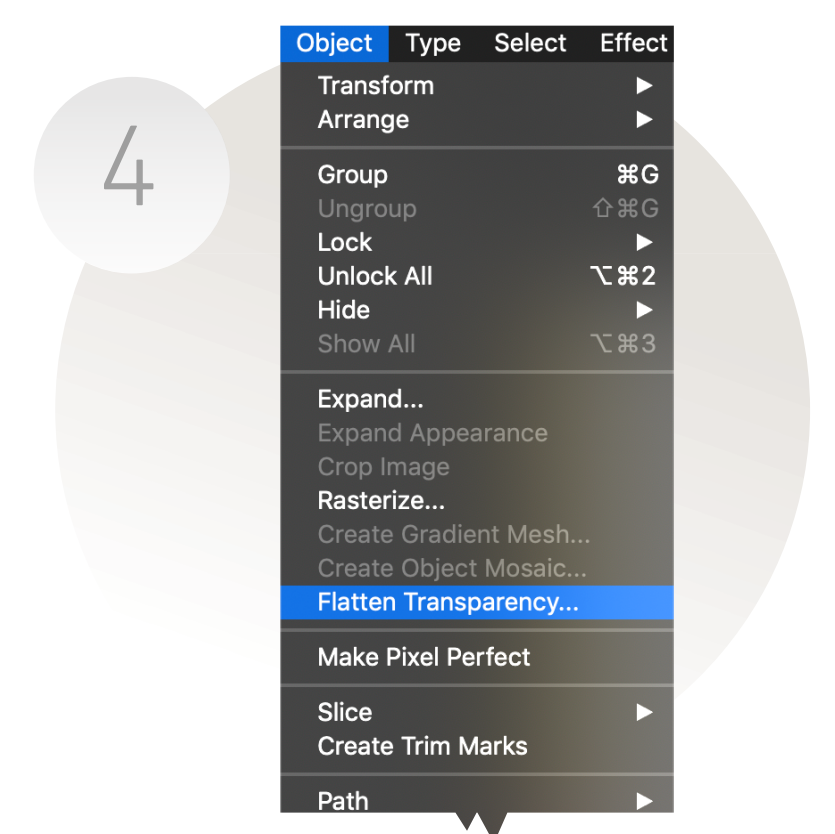 4
Object Type Select Effect
Transform ▶
Arrange ▶
Group ⌘G
Ungroup ⇧⌘G
Lock ▶
Unlock All ⌥⌘2
Hide ▶
Show All ⌥⌘3
Expand...
Expand Appearance
Crop Image
Rasterize...
Create Gradient Mesh...
Create Object Mosaic...
Flatten Transparency...
Make Pixel Perfect
Slice ▶
Create Trim Marks
Path ▶